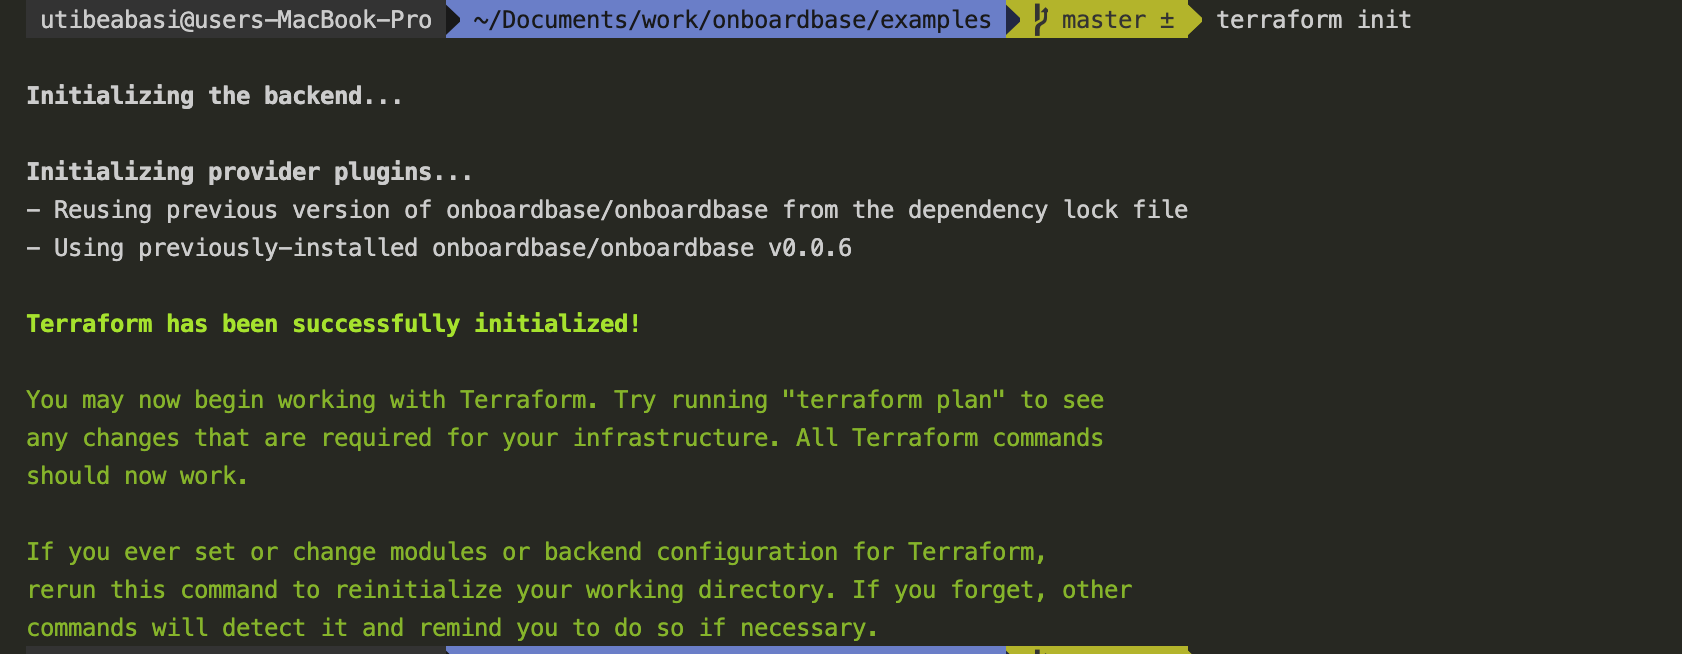 utibeabasi@users-MacBook-Pro ~/Documents/work/onboardbase/examples master ± terraform init
Initializing the backend...
Initializing provider plugins...
- Reusing previous version of onboardbase/onboardbase from the dependency lock file
- Using previously-installed onboardbase/onboardbase v0.0.6
Terraform has been successfully initialized!
You may now begin working with Terraform. Try running "terraform plan" to see
any changes that are required for your infrastructure. All Terraform commands
should now work.
If you ever set or change modules or backend configuration for Terraform,
rerun this command to reinitialize your working directory. If you forget, other
commands will detect it and remind you to do so if necessary.